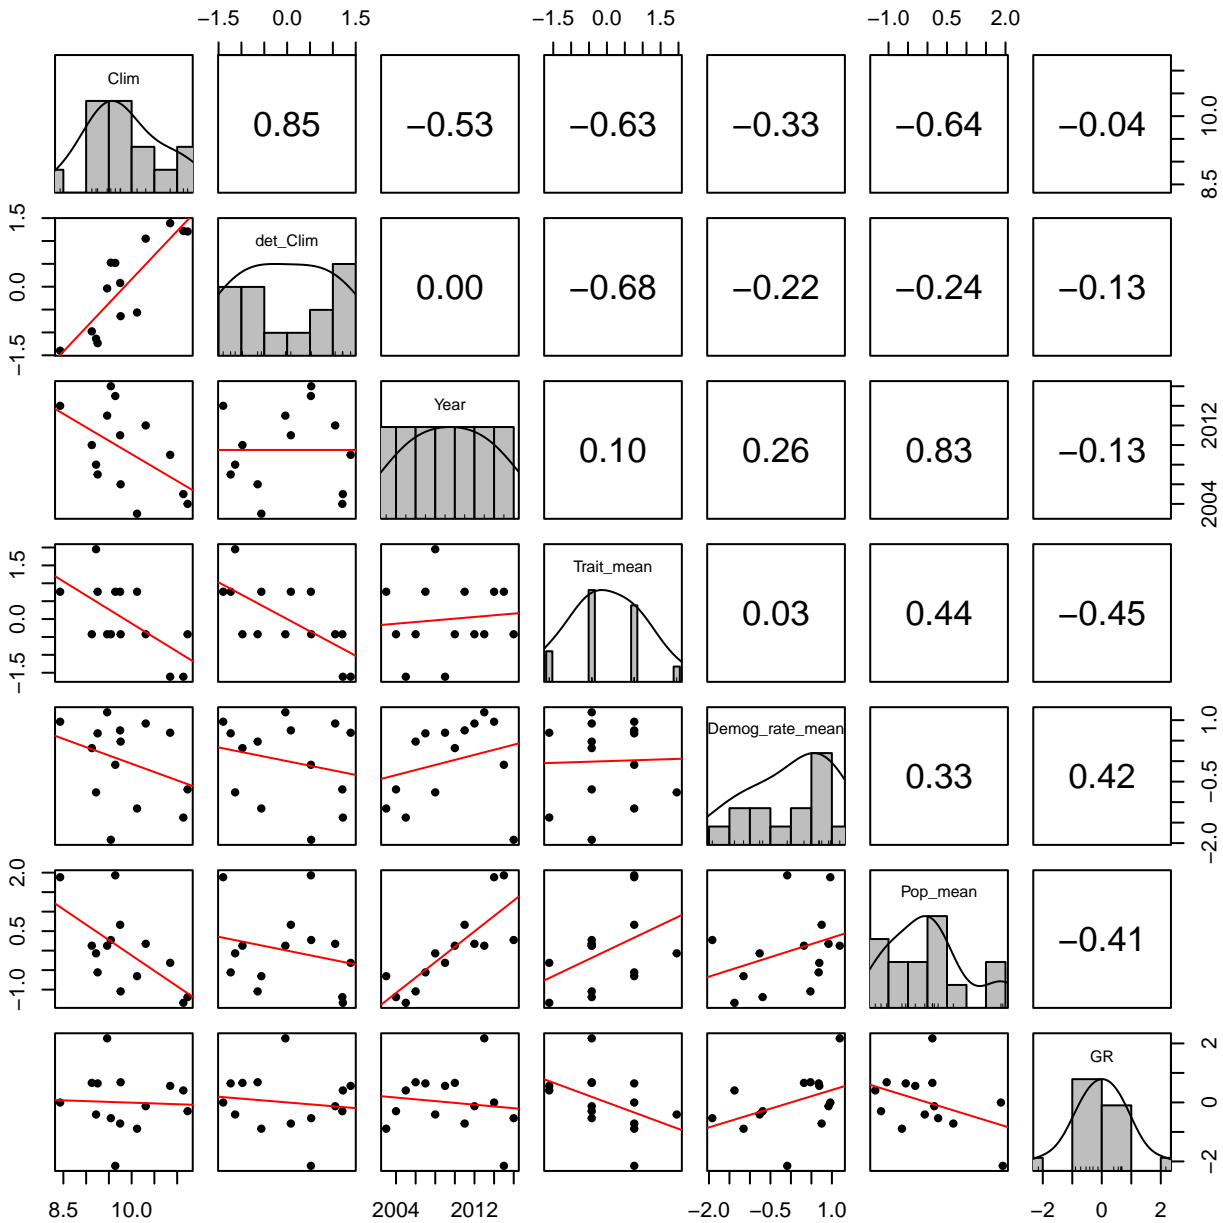 −1.5 0.0 1.5 −1.5 0.0 1.5 −1.0 0.5 2.0
Clim 0.85 −0.53 −0.63 −0.33 −0.64 −0.04 8.5 10.0
−1.5 0.0 1.5 det_Clim 0.00 −0.68 −0.22 −0.24 −0.13
Year 0.10 0.26 0.83 −0.13 2004 2012
−1.5 0.0 1.5 Trait_mean 0.03 0.44 −0.45
Demog_rate_mean 0.33 0.42 −2.0 −0.5 1.0
−1.0 0.5 2.0 Pop_mean −0.41
GR −2 0 2
8.5 10.0 2004 2012 −2.0 −0.5 1.0 −2 0 2